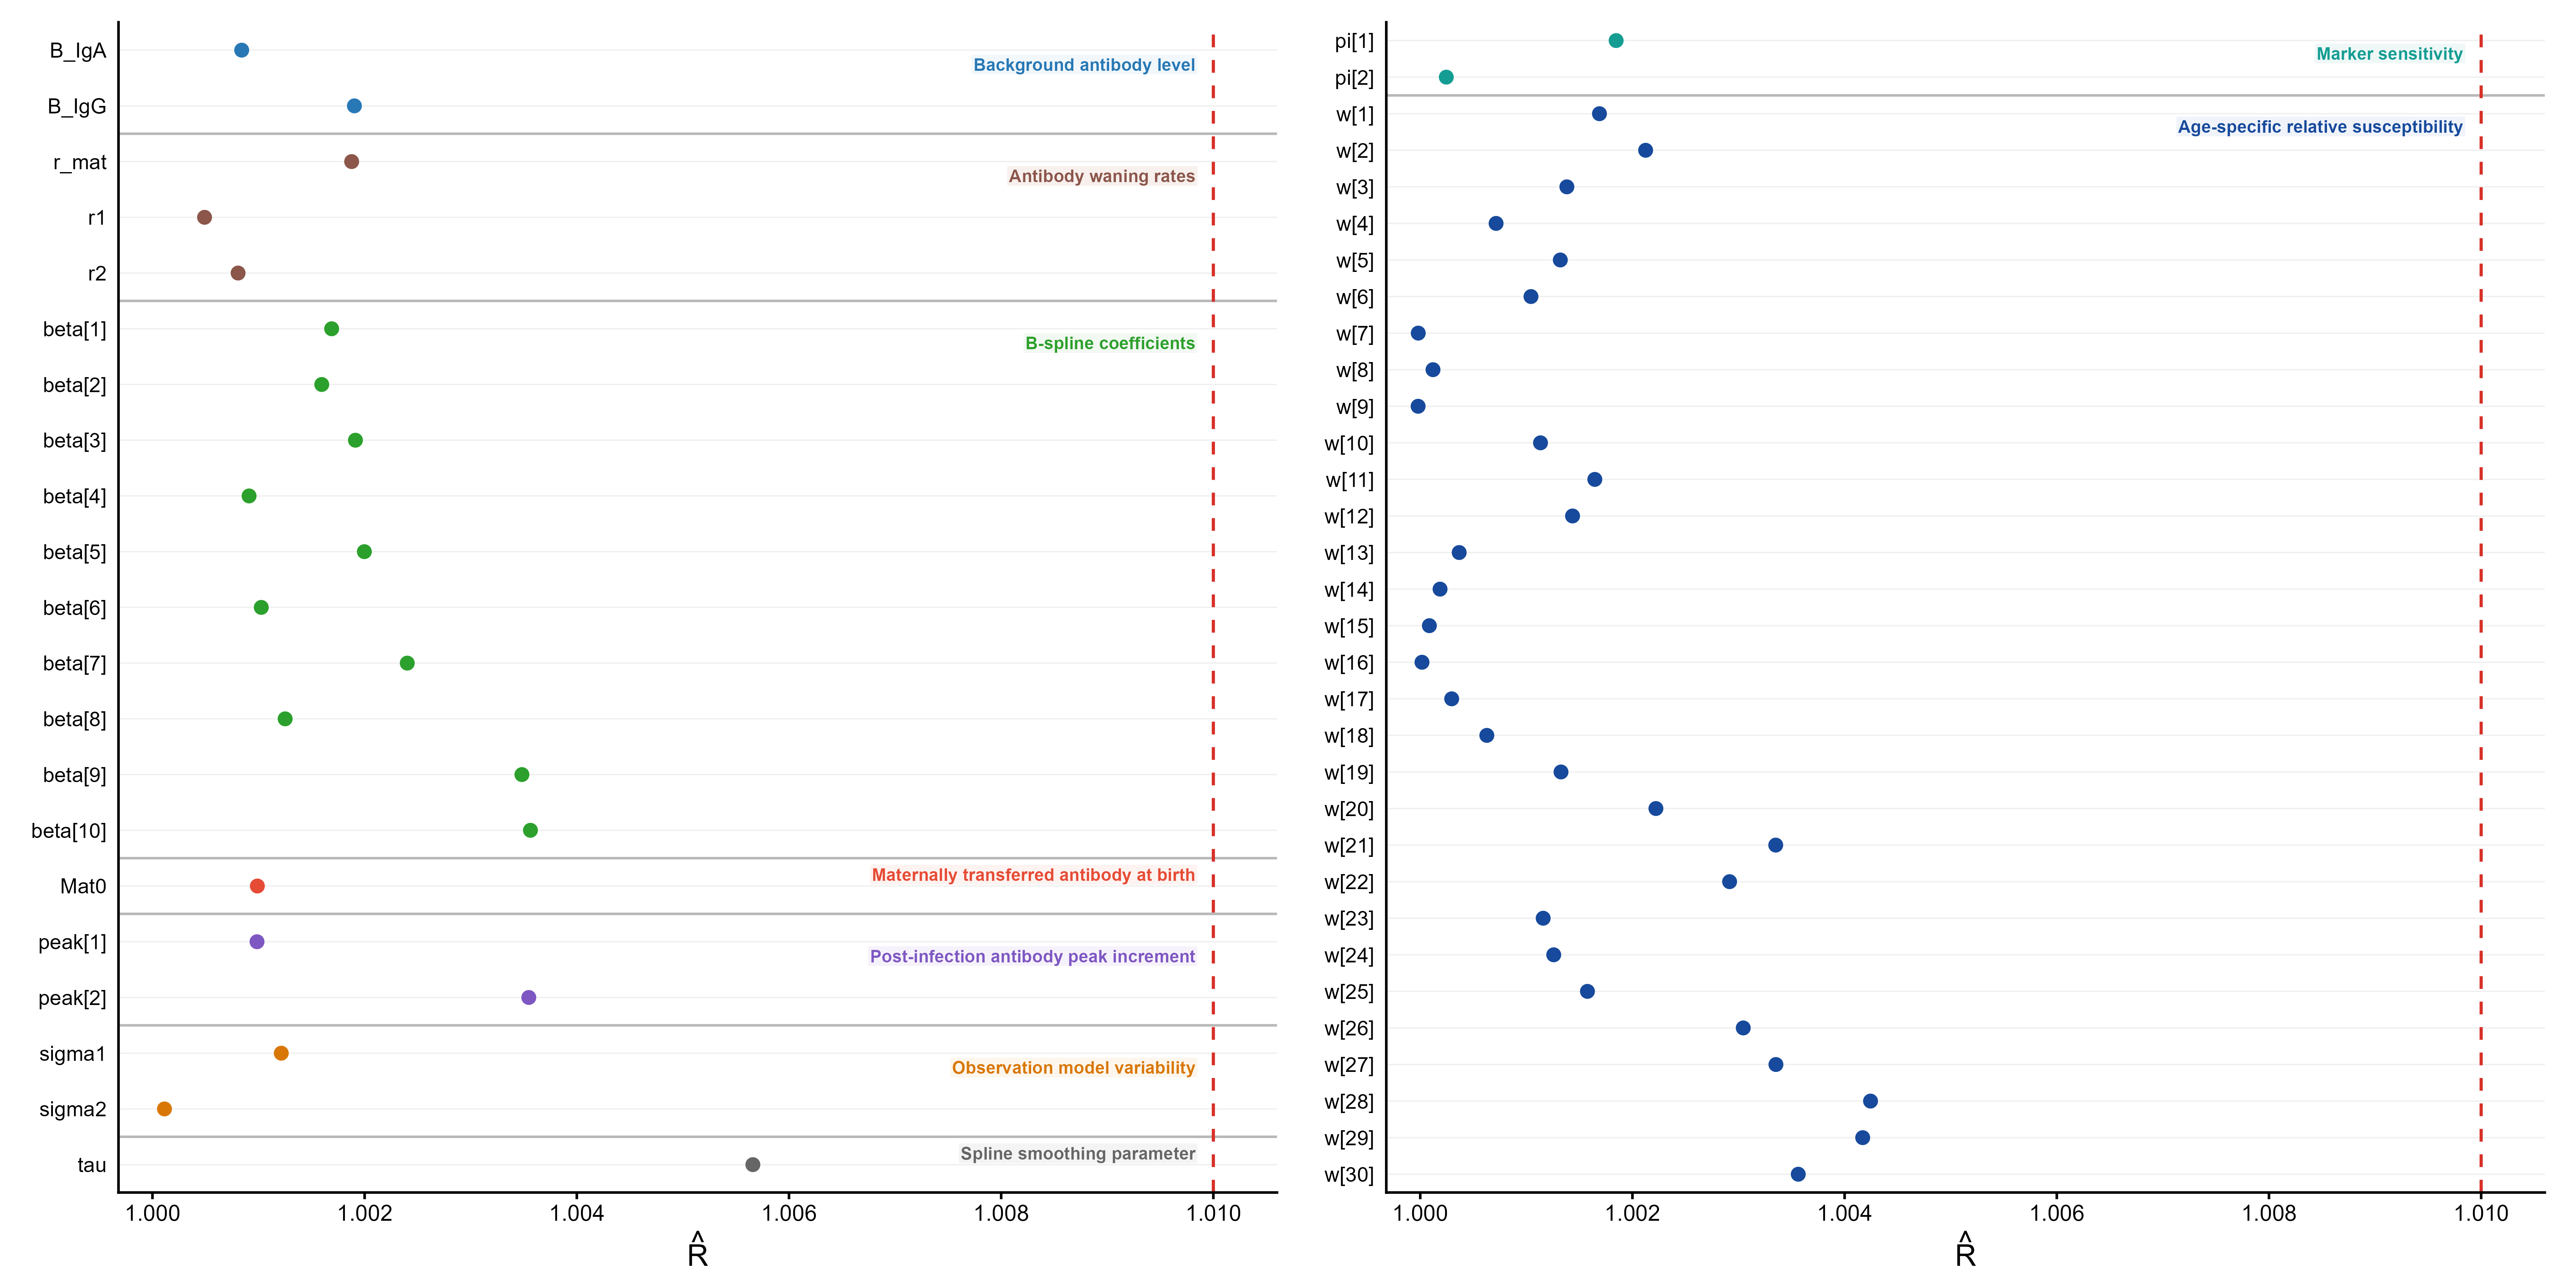 B_IgA
Background antibody level
B_IgG
r_mat
Antibody waning rates
r1
r2
beta[1]
B-spline coefficients
beta[2]
beta[3]
beta[4]
beta[5]
beta[6]
beta[7]
beta[8]
beta[9]
beta[10]
Maternally transferred antibody at birth
Mat0
peak[1]
Post-infection antibody peak increment
peak[2]
sigma1
Observation model variability
sigma2
Spline smoothing parameter
tau
1.000 1.002 1.004 1.006 1.008 1.010
R̂
pi[1]
Marker sensitivity
pi[2]
w[1]
Age-specific relative susceptibility
w[2]
w[3]
w[4]
w[5]
w[6]
w[7]
w[8]
w[9]
w[10]
w[11]
w[12]
w[13]
w[14]
w[15]
w[16]
w[17]
w[18]
w[19]
w[20]
w[21]
w[22]
w[23]
w[24]
w[25]
w[26]
w[27]
w[28]
w[29]
w[30]
1.000 1.002 1.004 1.006 1.008 1.010
R̂